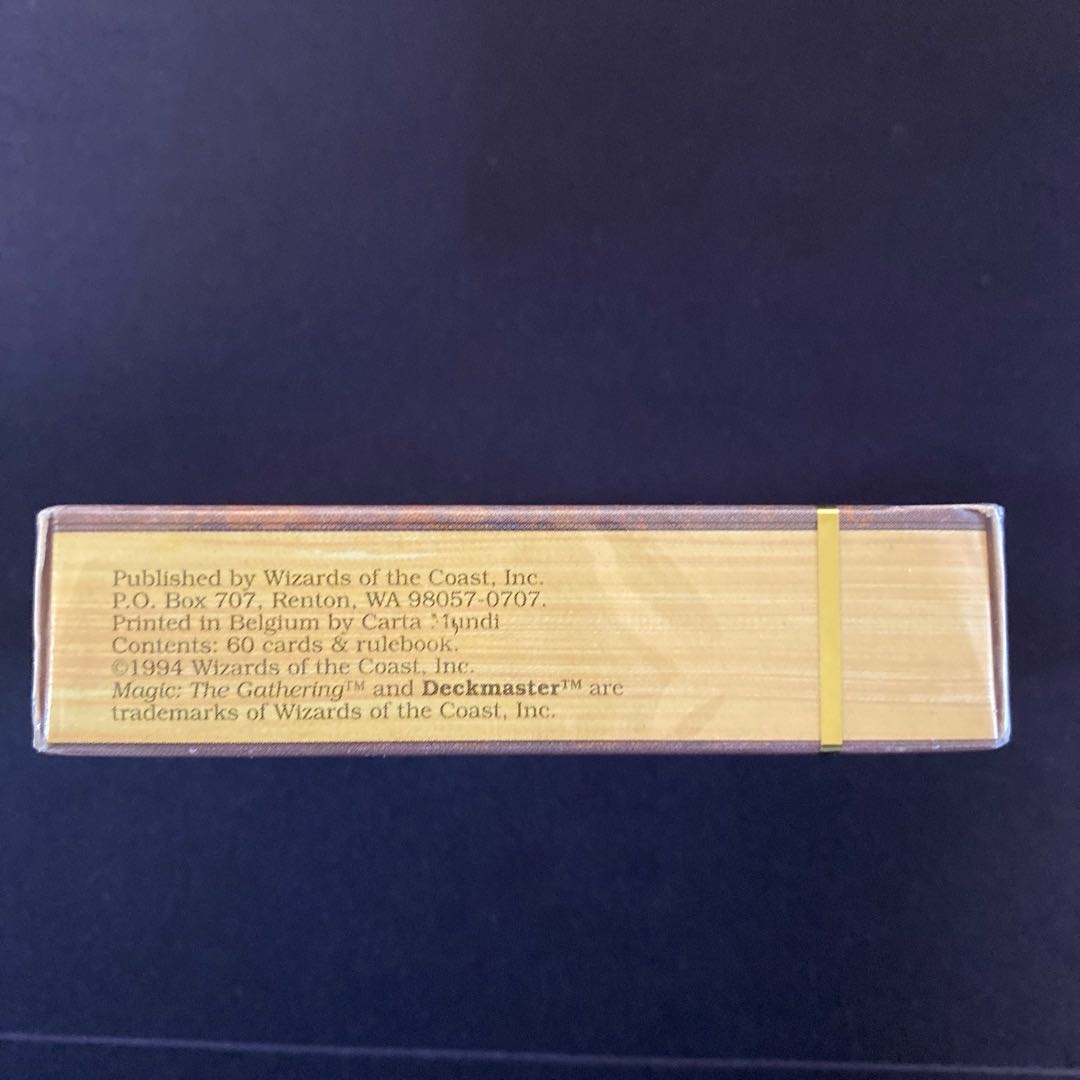 Published by Wizards of the Coast, Inc.
P.O. Box 707, Renton, WA 98057-0707.
Printed in Belgium by Carta Mundi
Contents: 60 cards & rulebook.
©1994 Wizards of the Coast, Inc.
Magic: The Gathering™ and Deckmaster™ are
trademarks of Wizards of the Coast, Inc.